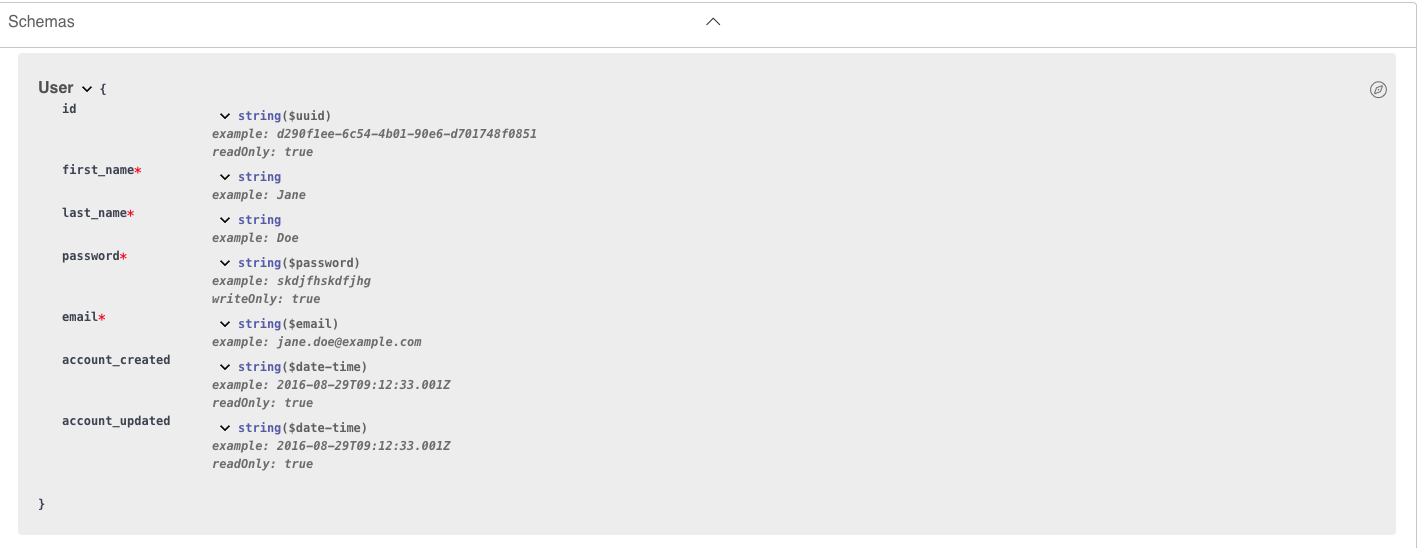 Schemas
User {
id string($uuid)
example: d290f1ee-6c54-4b01-90e6-d701748f0851
readOnly: true
first_name* string
example: Jane
last_name* string
example: Doe
password* string($password)
example: skdjfhskdfjhg
writeOnly: true
email* string($email)
example: jane.doe@example.com
account_created string($date-time)
example: 2016-08-29T09:12:33.001Z
readOnly: true
account_updated string($date-time)
example: 2016-08-29T09:12:33.001Z
readOnly: true
}